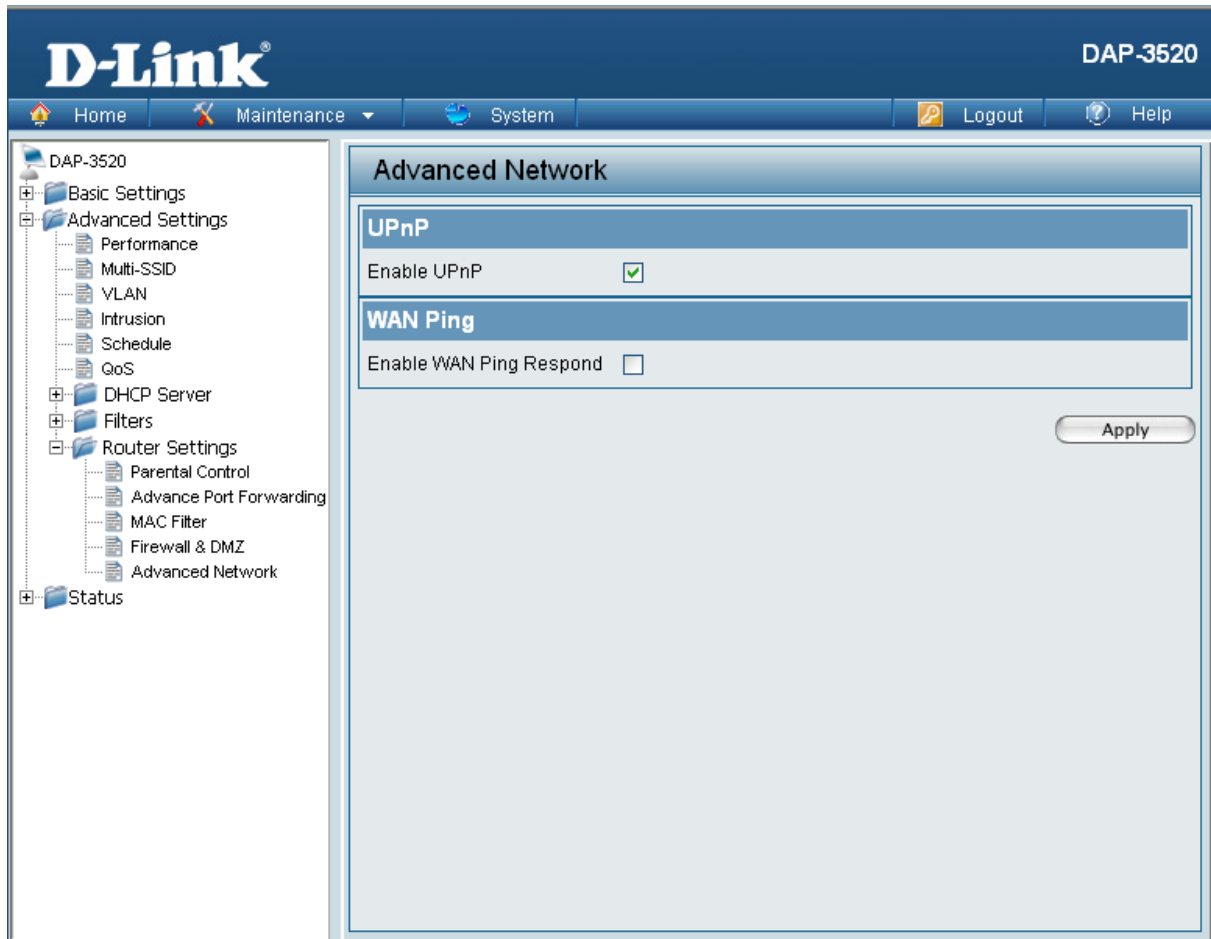 D-Link®
DAP-3520
Home
Maintenance
System
Logout
Help
DAP-3520
Basic Settings
Advanced Settings
Performance
Multi-SSID
VLAN
Intrusion
Schedule
QoS
DHCP Server
Filters
Router Settings
Parental Control
Advance Port Forwarding
MAC Filter
Firewall & DMZ
Advanced Network
Status
Advanced Network
UPnP
Enable UPnP
WAN Ping
Enable WAN Ping Respond
Apply